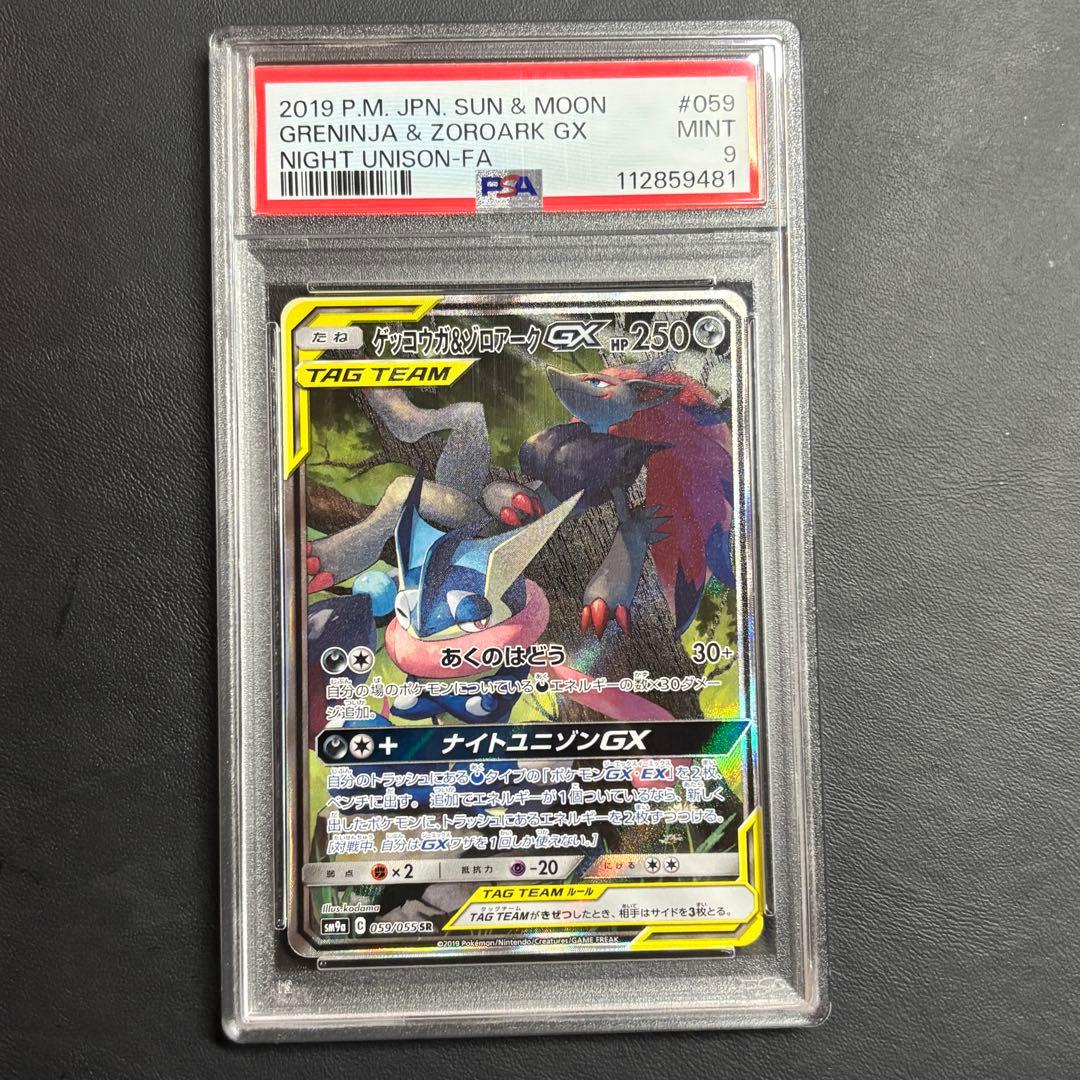 2019 P.M. JPN. SUN & MOON #059
GRENINJA & ZOROARK GX MINT
NIGHT UNISON-FA 9
PSA 112859481
たね ゲッコウガ&ゾロアークGX HP250
TAG TEAM
あくのはどう 30+
自分の場のポケモンについているエネルギーの数×30ダメー
ジ追加。
+ ナイトユニゾンGX
自分のトラッシュにあるタイプの「ポケモンGX・EX」を2枚、
ベンチに出す。追加でエネルギーが1個ついているなら、新しく
出したポケモンに、トラッシュにあるエネルギーを2枚ずつつける。
[対戦中、自分はGXワザを1回しか使えない。]
弱点 ×2 抵抗力 -20 にげる
TAG TEAM ルール
TAG TEAMがきぜつしたとき、相手はサイドを3枚とる。
Illus.kodama
sm9a C 059/055 SR
©2019 Pokémon/Nintendo/Creatures/GAME FREAK